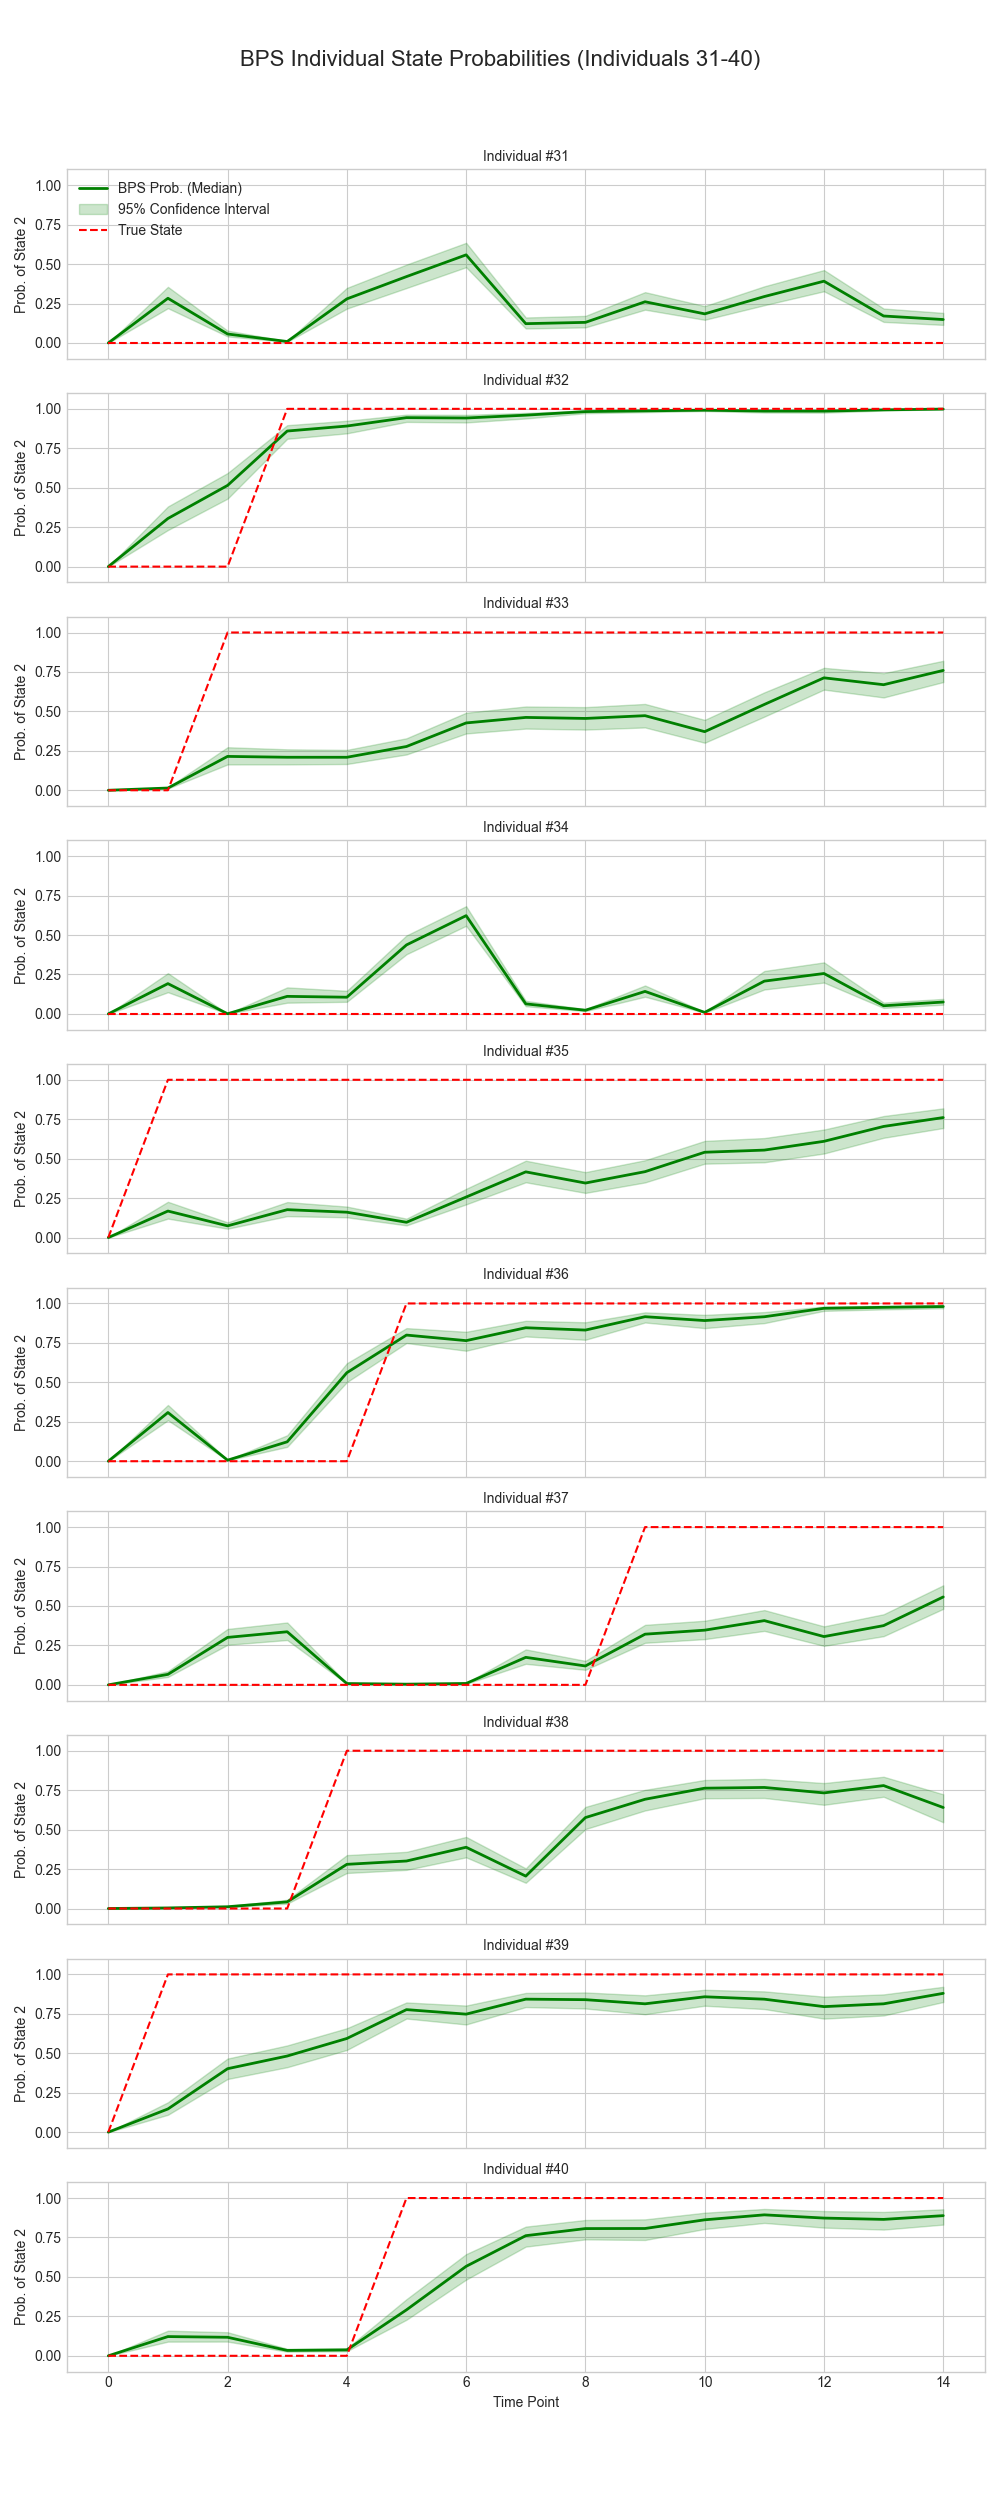 BPS Individual State Probabilities (Individuals 31-40)
Individual #31
1.00
0.75
0.50
0.25
0.00
Prob. of State 2
BPS Prob. (Median)
95% Confidence Interval
True State
Individual #32
1.00
0.75
0.50
0.25
0.00
Prob. of State 2
Individual #33
1.00
0.75
0.50
0.25
0.00
Prob. of State 2
Individual #34
1.00
0.75
0.50
0.25
0.00
Prob. of State 2
Individual #35
1.00
0.75
0.50
0.25
0.00
Prob. of State 2
Individual #36
1.00
0.75
0.50
0.25
0.00
Prob. of State 2
Individual #37
1.00
0.75
0.50
0.25
0.00
Prob. of State 2
Individual #38
1.00
0.75
0.50
0.25
0.00
Prob. of State 2
Individual #39
1.00
0.75
0.50
0.25
0.00
Prob. of State 2
Individual #40
1.00
0.75
0.50
0.25
0.00
Prob. of State 2
0 2 4 6 8 10 12 14
Time Point